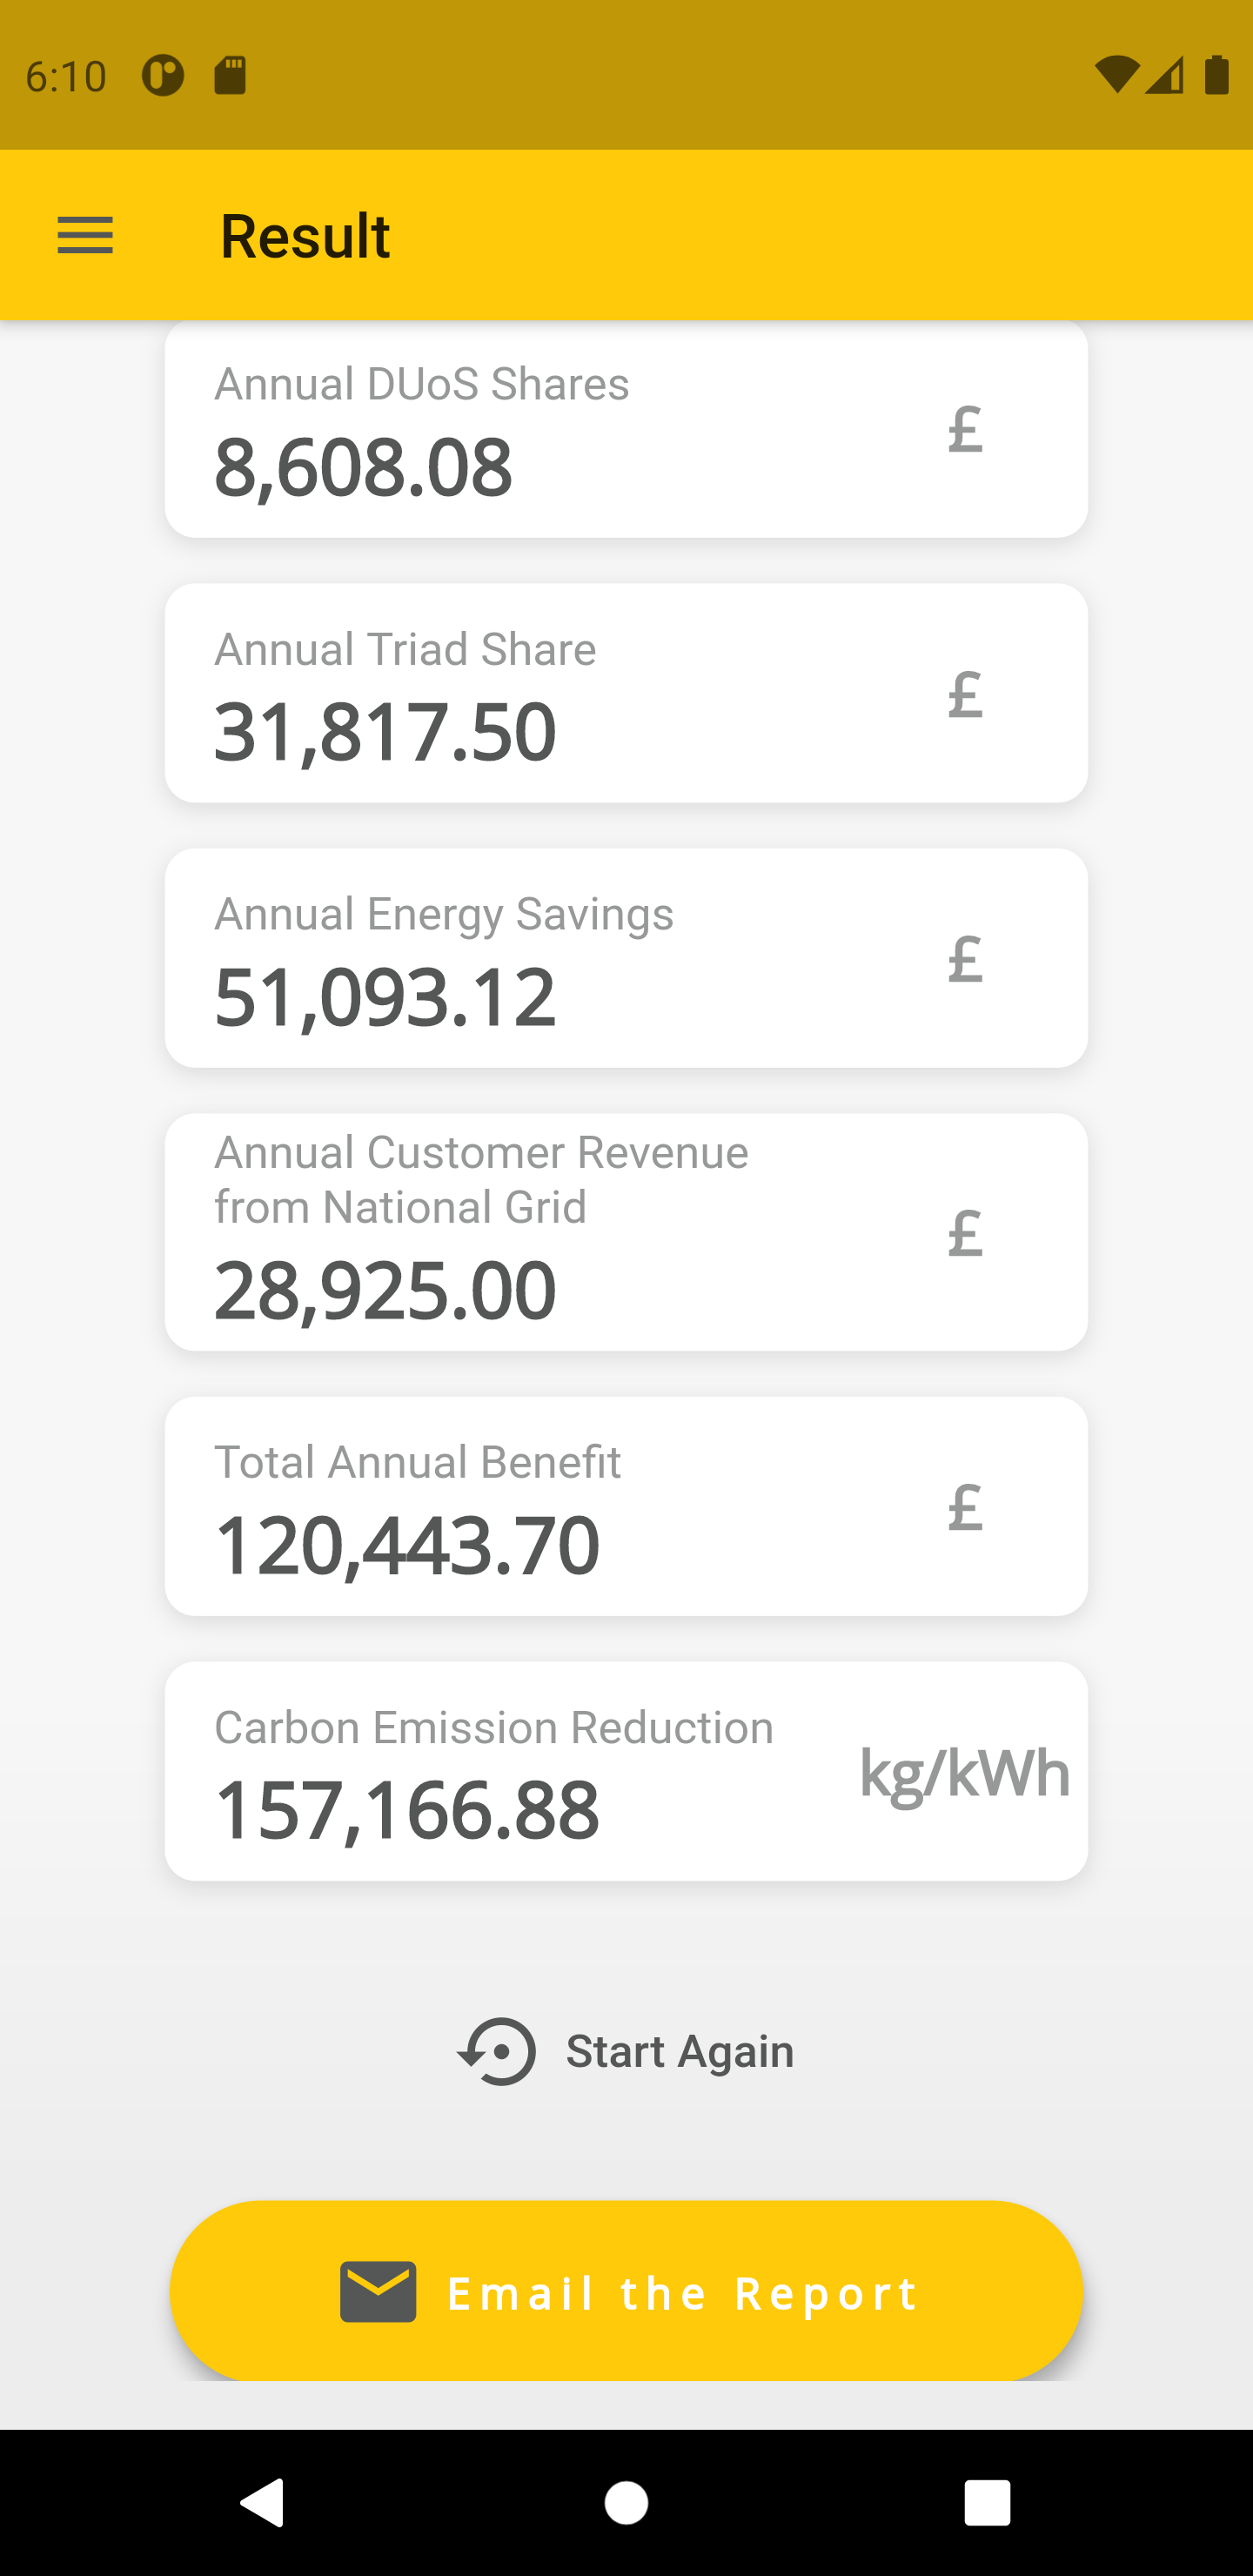 6:10
Result
Annual DUoS Shares
8,608.08
£
Annual Triad Share
31,817.50
£
Annual Energy Savings
51,093.12
£
Annual Customer Revenue
from National Grid
28,925.00
£
Total Annual Benefit
120,443.70
£
Carbon Emission Reduction
157,166.88
kg/kWh
Start Again
Email the Report